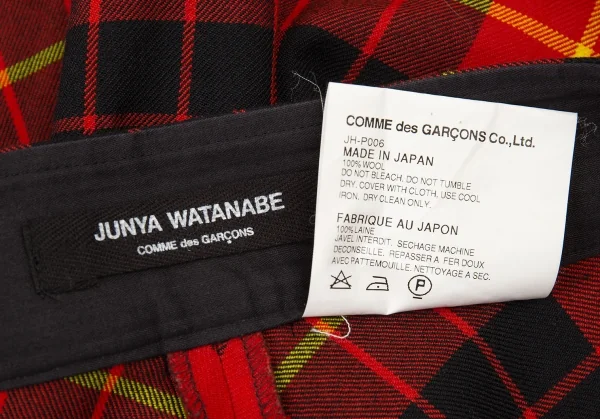 JUNYA WATANABE
COMME des GARÇONS
COMME des GARÇONS Co.,Ltd.
JH-P006
MADE IN JAPAN
100% WOOL
DO NOT BLEACH. DO NOT TUMBLE
DRY. COVER WITH CLOTH. USE COOL
IRON. DRY CLEAN ONLY.
FABRIQUE AU JAPON
100% LAINE
JAVEL INTERDIT. SECHAGE MACHINE
DECONSEILLE. REPASSER A FER DOUX
AVEC PATTEMOUILLE. NETTOYAGE A SEC.
P